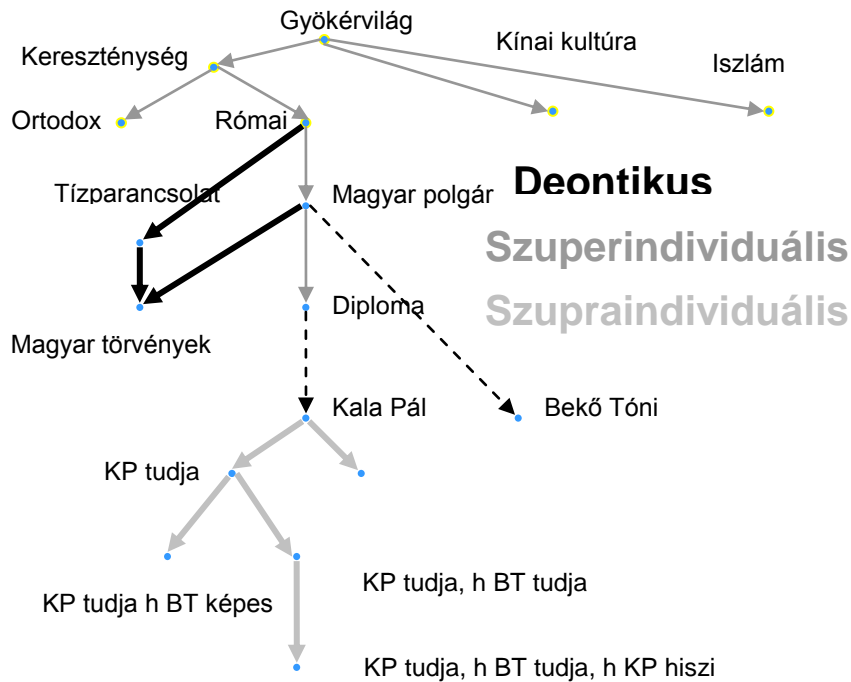 Gyökérvilág
Kereszténység
Kínai kultúra
Iszlám
Ortodox
Római
Tízparancsolat
Magyar polgár
Deontikus
Szuperindividuális
Diploma
Szupraindividuális
Magyar törvények
Kala Pál
Bekő Tóni
KP tudja
KP tudja, h BT tudja
KP tudja h BT képes
KP tudja, h BT tudja, h KP hiszi